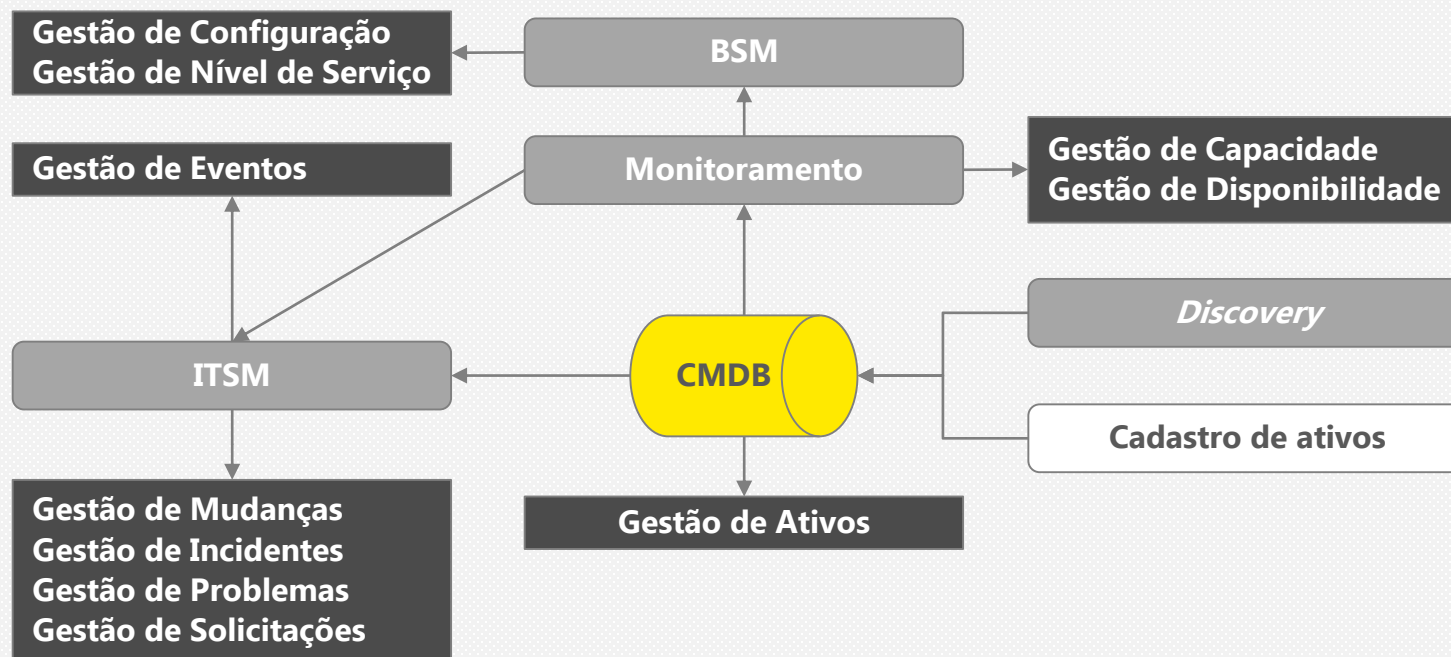 Gestão de Configuração
Gestão de Nível de Serviço
BSM
Gestão de Eventos
Monitoramento
Gestão de Capacidade
Gestão de Disponibilidade
Discovery
ITSM
CMDB
Cadastro de ativos
Gestão de Mudanças
Gestão de Incidentes
Gestão de Problemas
Gestão de Solicitações
Gestão de Ativos